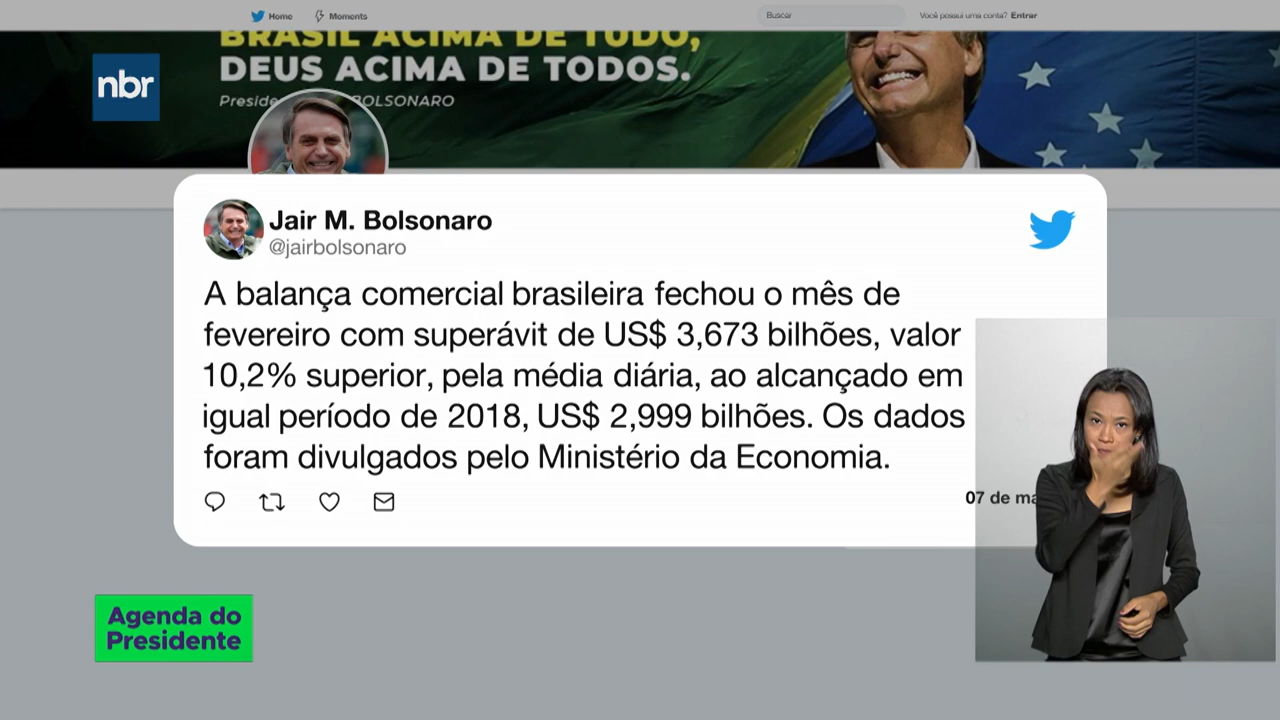 Home Moments Buscar Você possui uma conta? Entrar
BRASIL ACIMA DE TUDO,
DEUS ACIMA DE TODOS.
BOLSONARO
nbr
Jair M. Bolsonaro
@jairbolsonaro
A balança comercial brasileira fechou o mês de
fevereiro com superávit de US$ 3,673 bilhões, valor
10,2% superior, pela média diária, ao alcançado em
igual período de 2018, US$ 2,999 bilhões. Os dados
foram divulgados pelo Ministério da Economia.
07 de
Agenda do
Presidente